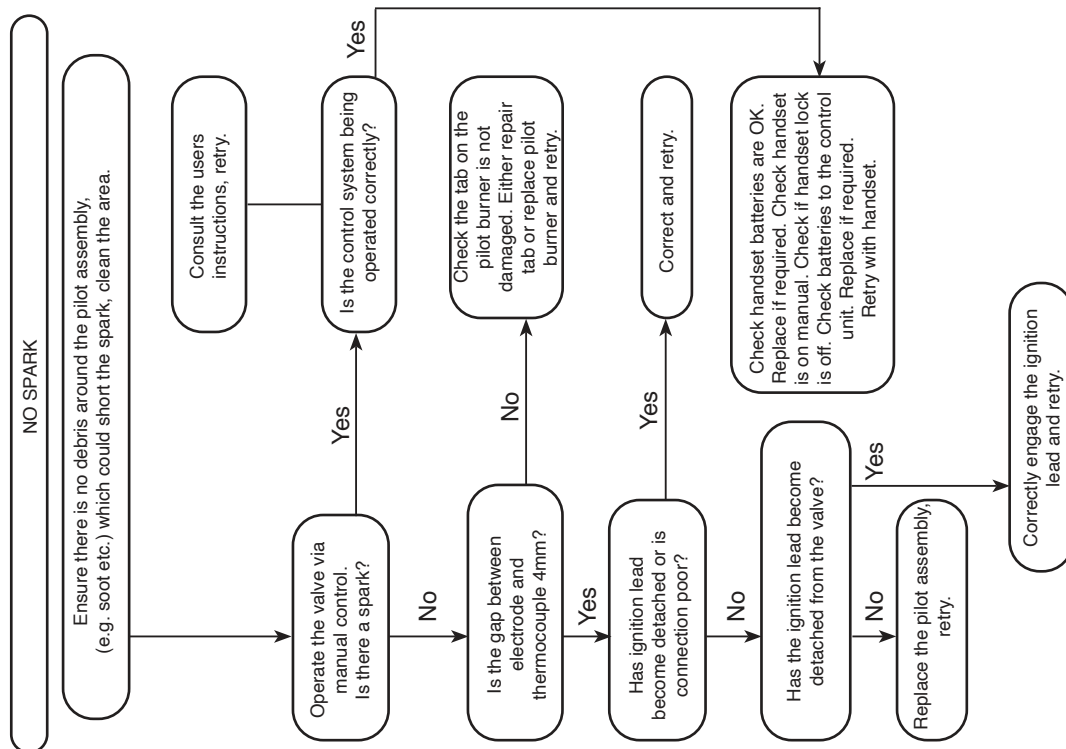 NO SPARK
Ensure there is no debris around the pilot assembly,
(e.g. soot etc.) which could short the spark, clean the area.
Operate the valve via
manual control.
Is there a spark?
Yes
Is the control system being
operated correctly?
Consult the users
instructions, retry.
Yes
Check handset batteries are OK.
Replace if required. Check handset
is on manual. Check if handset lock
is off. Check batteries to the control
unit. Replace if required.
Retry with handset.
No
Is the gap between
electrode and
thermocouple 4mm?
No
Check the tab on the
pilot burner is not
damaged. Either repair
tab or replace pilot
burner and retry.
Yes
Has ignition lead
become detached or is
connection poor?
Yes
Correct and retry.
No
Has the ignition lead become
detached from the valve?
Yes
Correctly engage the ignition
lead and retry.
No
Replace the pilot assembly,
retry.